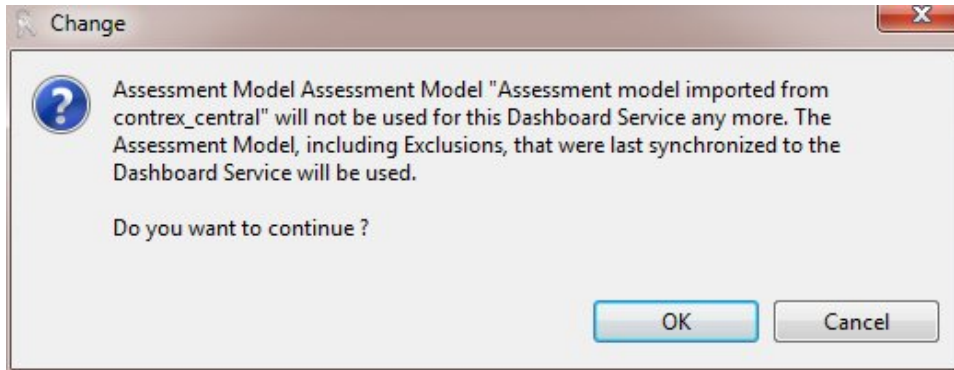 Change
Assessment Model Assessment Model "Assessment model imported from
contrex_central" will not be used for this Dashboard Service any more. The
Assessment Model, including Exclusions, that were last synchronized to the
Dashboard Service will be used.
Do you want to continue ?
OK
Cancel